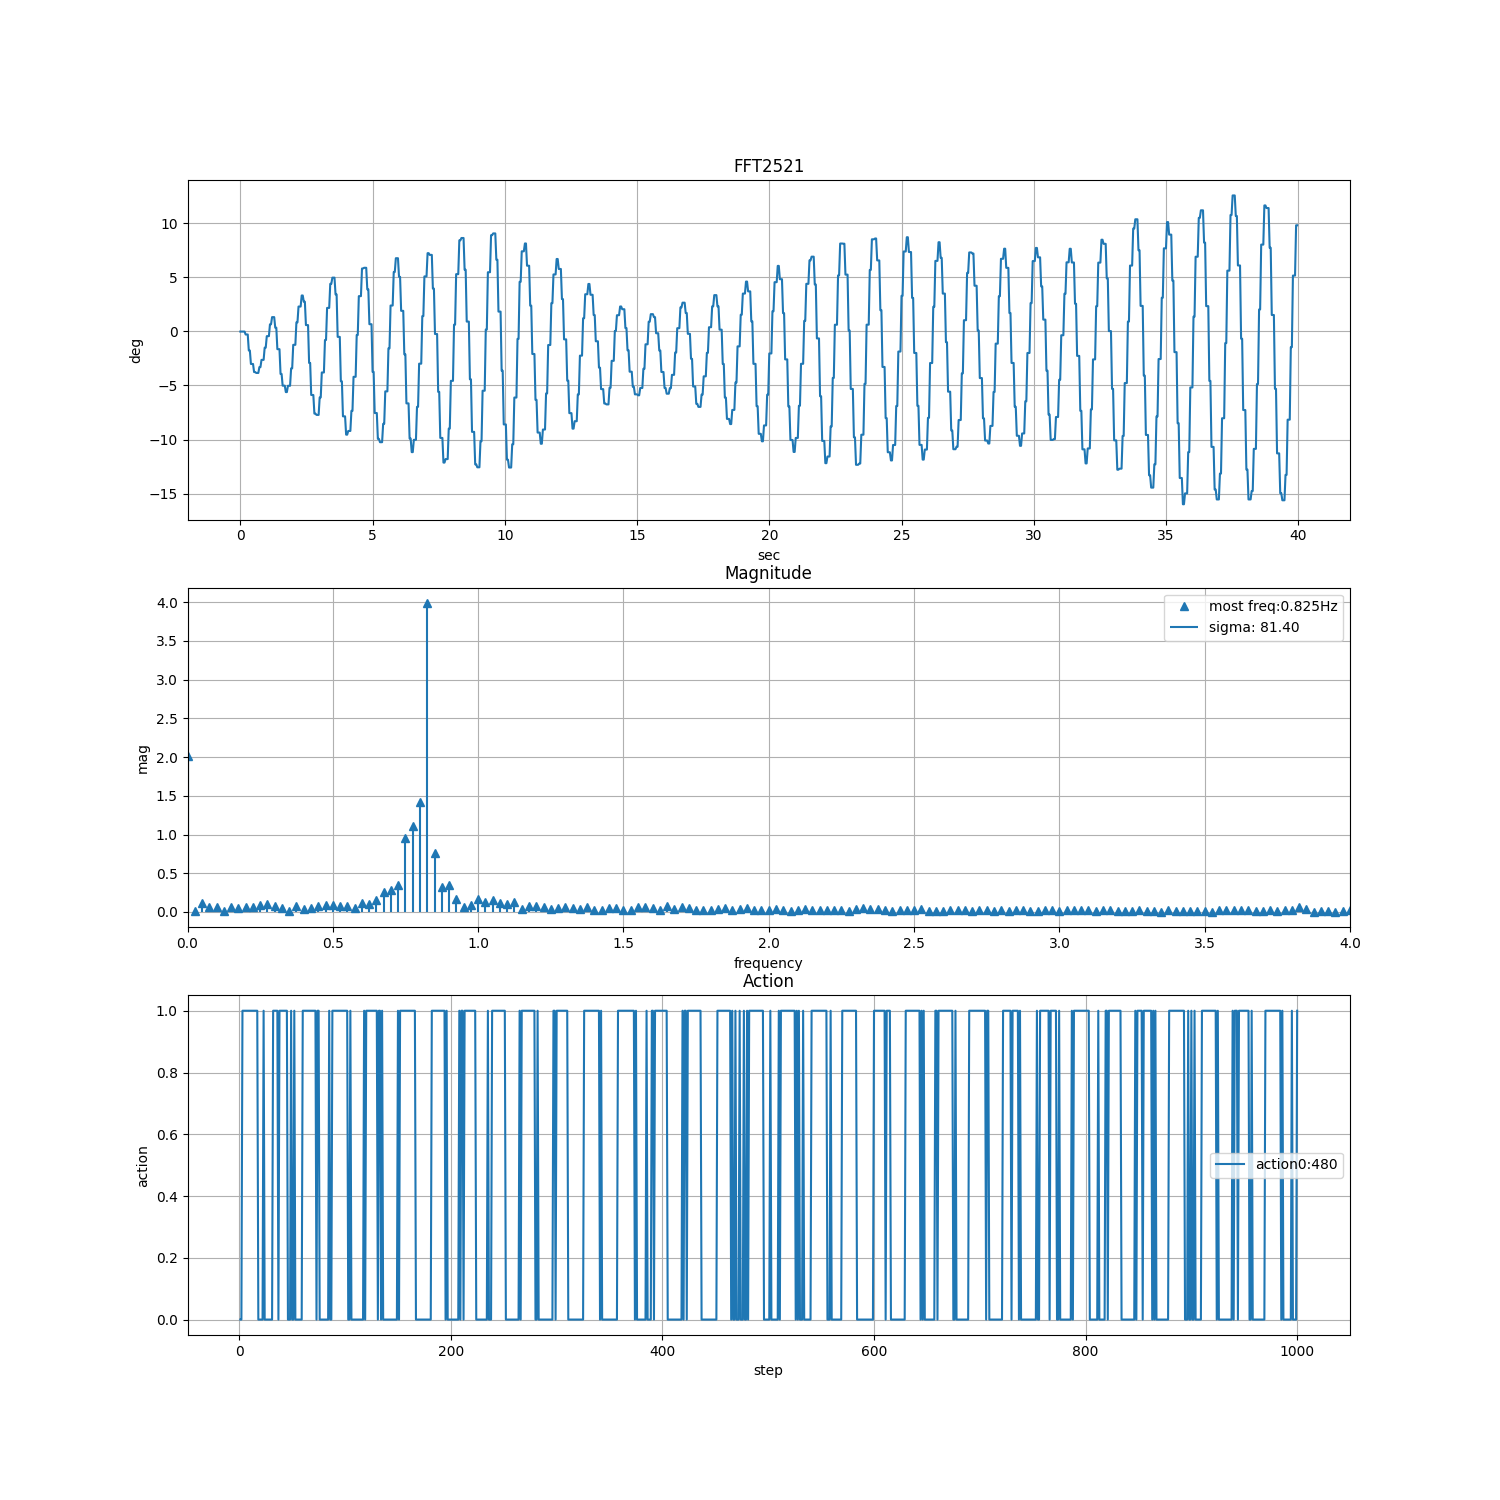 FFT2521
10
5
0
−5
−10
−15
deg
0 5 10 15 20 25 30 35 40
sec
Magnitude
4.0
3.5
3.0
2.5
2.0
1.5
1.0
0.5
0.0
mag
most freq:0.825Hz
sigma: 81.40
0.0 0.5 1.0 1.5 2.0 2.5 3.0 3.5 4.0
frequency
Action
1.0
0.8
0.6
0.4
0.2
0.0
action
action0:480
0 200 400 600 800 1000
step